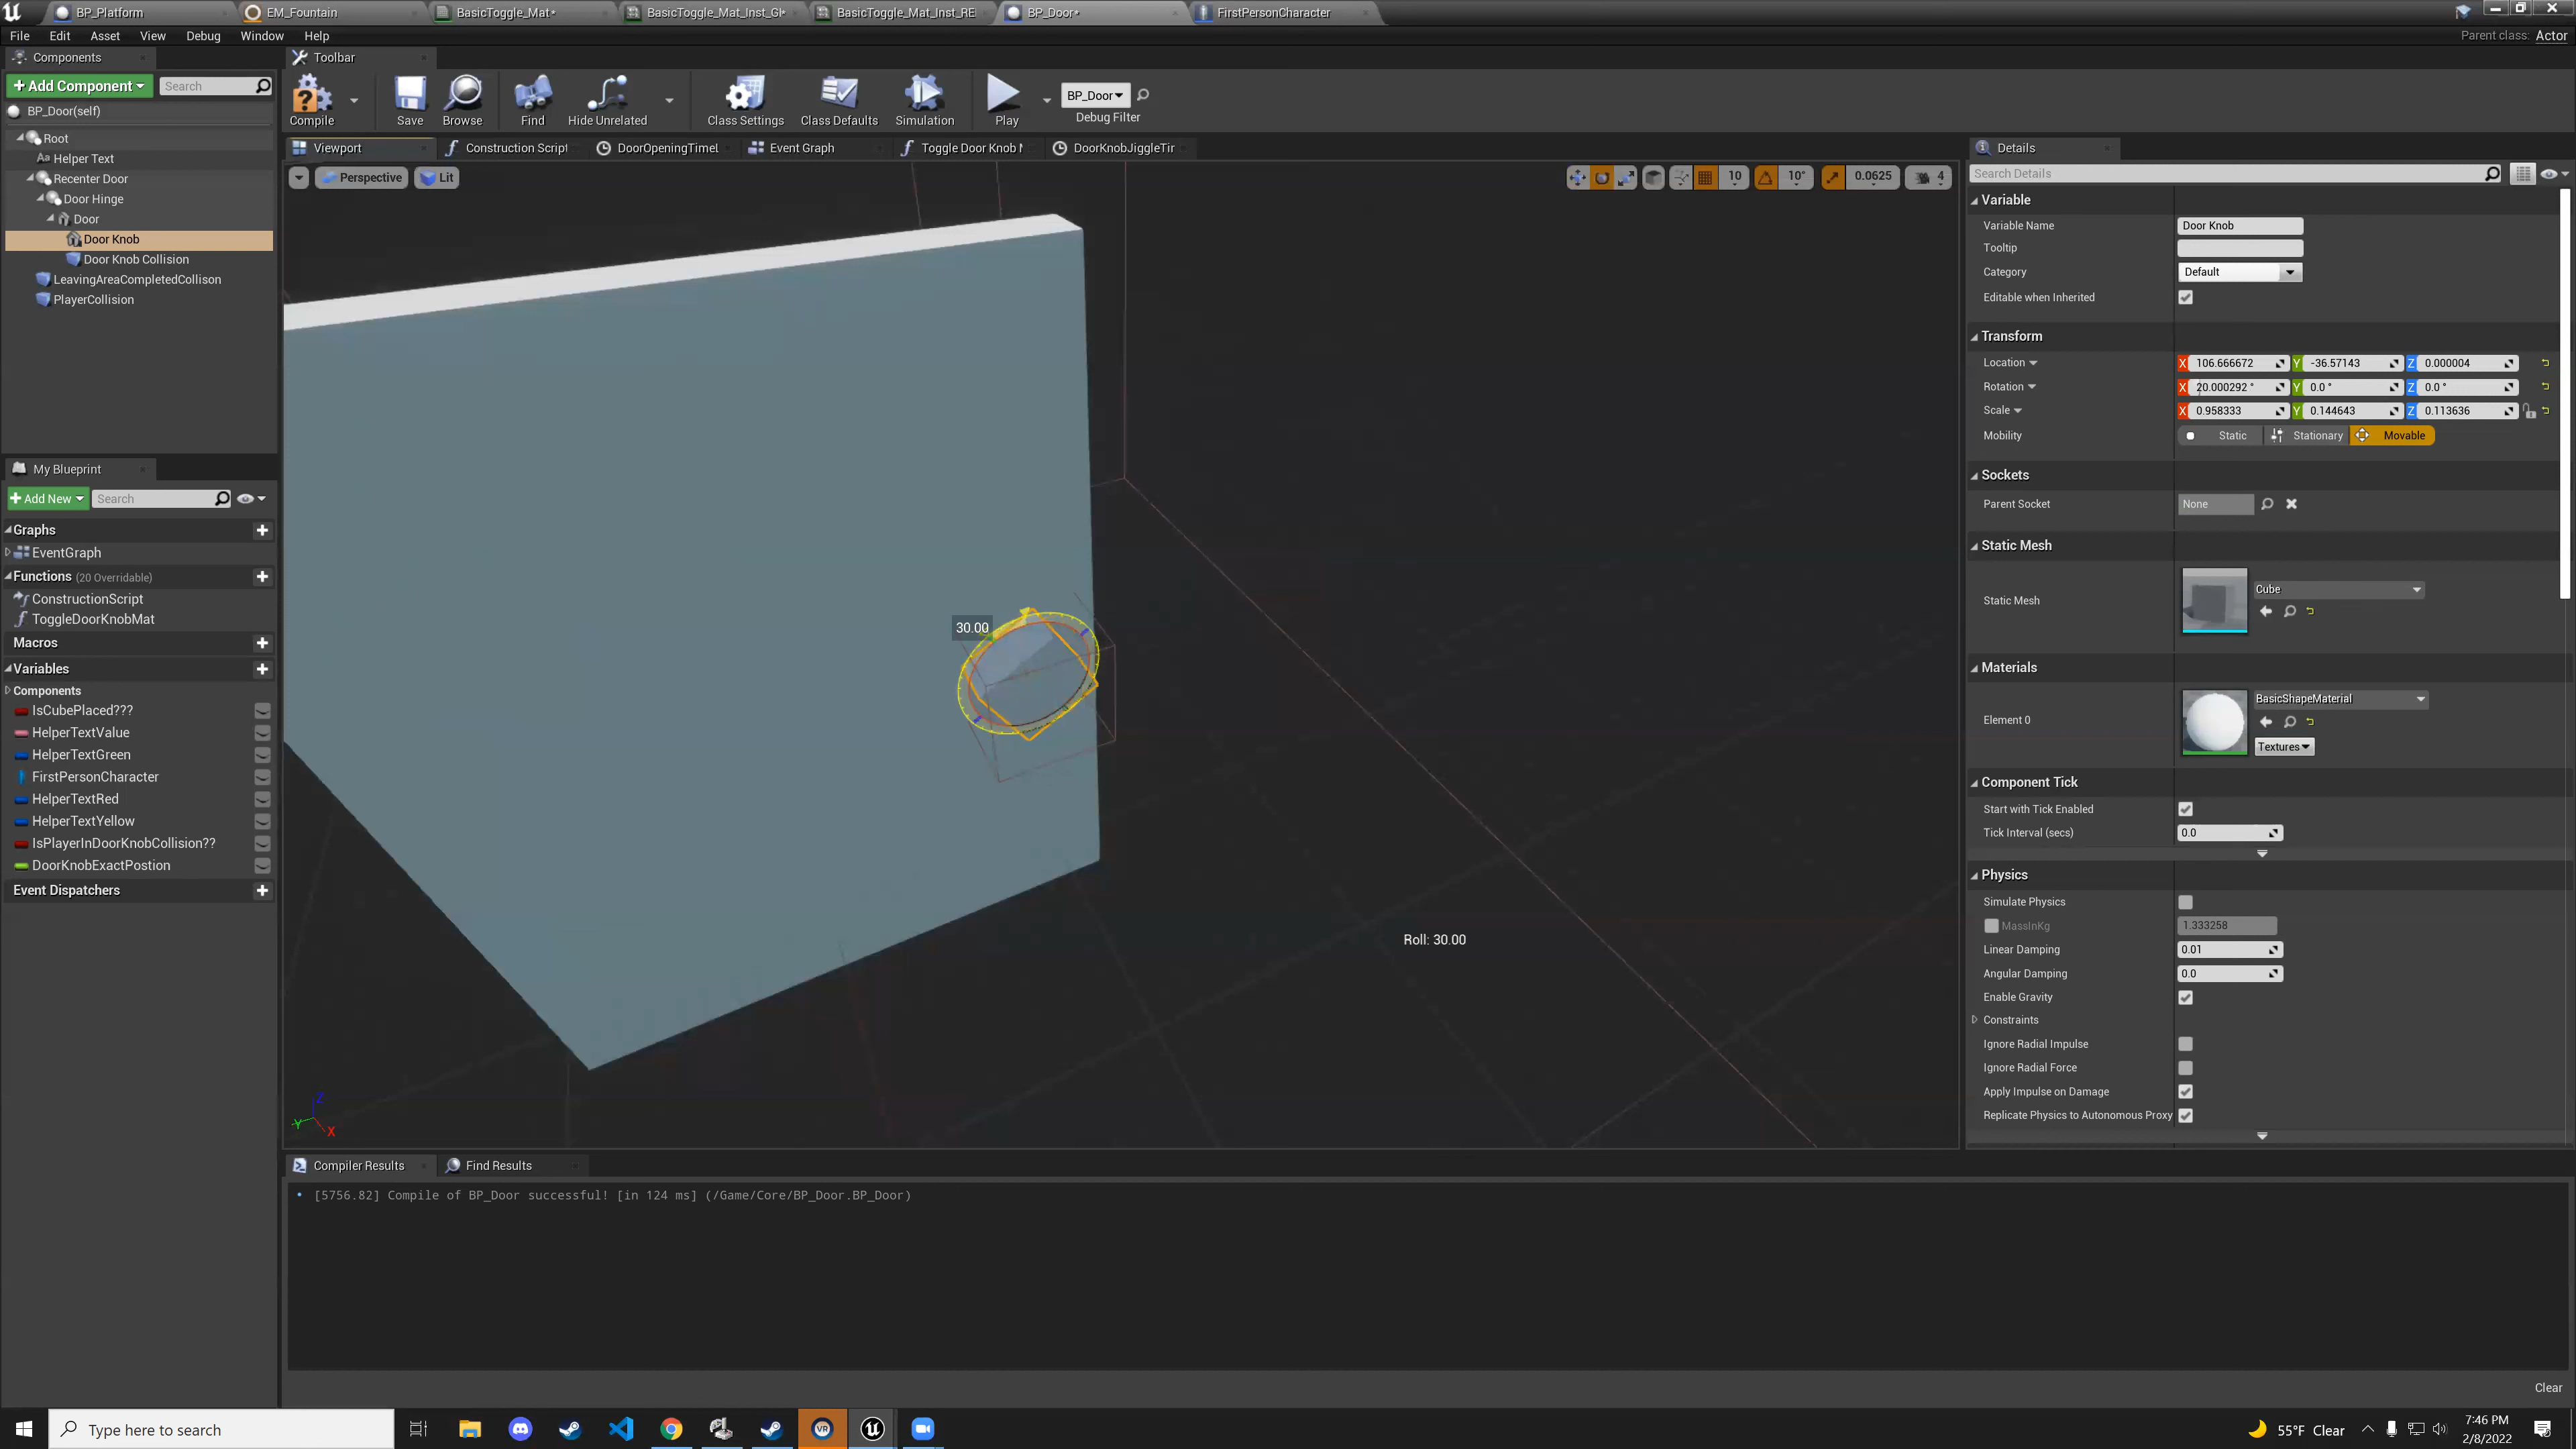 BP_Platform
EM_Fountain
BasicToggle_Mat*
BasicToggle_Mat_Inst_GI*
BasicToggle_Mat_Inst_RE
BP_Door*
FirstPersonCharacter
File Edit Asset View Debug Window Help
Parent class: Actor
Components
+ Add Component
Search
BP_Door(self)
Root
Aa Helper Text
Recenter Door
Door Hinge
Door
Door Knob
Door Knob Collision
LeavingAreaCompletedCollison
PlayerCollision
My Blueprint
+ Add New
Search
Graphs
EventGraph
Functions (20 Overridable)
ConstructionScript
ToggleDoorKnobMat
Macros
Variables
Components
IsCubePlaced???
HelperTextValue
HelperTextGreen
FirstPersonCharacter
HelperTextRed
HelperTextYellow
IsPlayerInDoorKnobCollision??
DoorKnobExactPostion
Event Dispatchers
Toolbar
Compile
Save
Browse
Find
Hide Unrelated
Class Settings
Class Defaults
Simulation
Play
BP_Door
Debug Filter
Viewport
Construction Script
DoorOpeningTimel
Event Graph
Toggle Door Knob M
DoorKnobJiggleTir
Perspective
Lit
10
10°
0.0625
4
30.00
Roll: 30.00
Z
Y
X
Compiler Results
Find Results
[5756.82] Compile of BP_Door successful! [in 124 ms] (/Game/Core/BP_Door.BP_Door)
Clear
Details
Search Details
Variable
Variable Name Door Knob
Tooltip
Category Default
Editable when Inherited
Transform
Location X 106.666672 Y -36.57143 Z 0.000004
Rotation X 20.000292 ° Y 0.0 ° Z 0.0 °
Scale X 0.958333 Y 0.144643 Z 0.113636
Mobility Static Stationary Movable
Sockets
Parent Socket None
Static Mesh
Static Mesh Cube
Materials
Element 0 BasicShapeMaterial
Textures
Component Tick
Start with Tick Enabled
Tick Interval (secs) 0.0
Physics
Simulate Physics
MassInKg 1.333258
Linear Damping 0.01
Angular Damping 0.0
Enable Gravity
Constraints
Ignore Radial Impulse
Ignore Radial Force
Apply Impulse on Damage
Replicate Physics to Autonomous Proxy
Type here to search
VR
55°F Clear
7:46 PM
2/8/2022